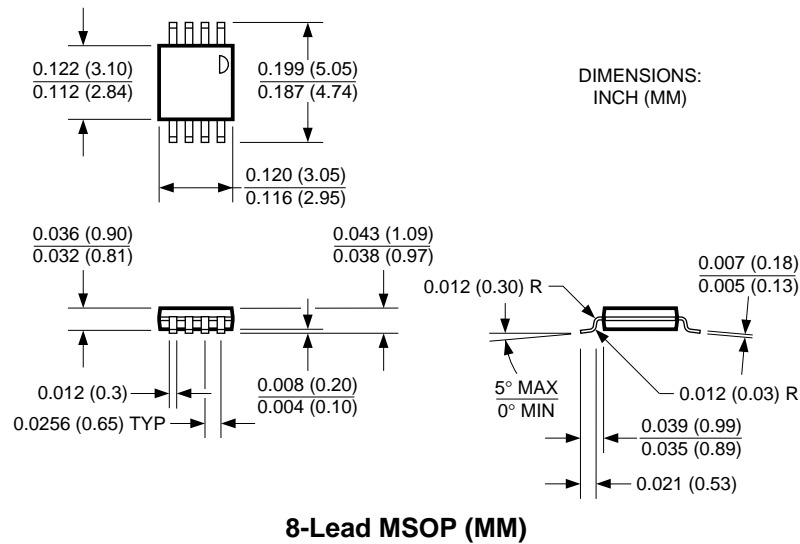 0.122 (3.10)
0.112 (2.84)
0.199 (5.05)
0.187 (4.74)
DIMENSIONS:
INCH (MM)
0.120 (3.05)
0.116 (2.95)
0.036 (0.90)
0.032 (0.81)
0.043 (1.09)
0.038 (0.97)
0.007 (0.18)
0.005 (0.13)
0.012 (0.30) R
0.012 (0.3)
0.008 (0.20)
0.004 (0.10)
5° MAX
0° MIN
0.012 (0.03) R
0.0256 (0.65) TYP
0.039 (0.99)
0.035 (0.89)
0.021 (0.53)
8-Lead MSOP (MM)